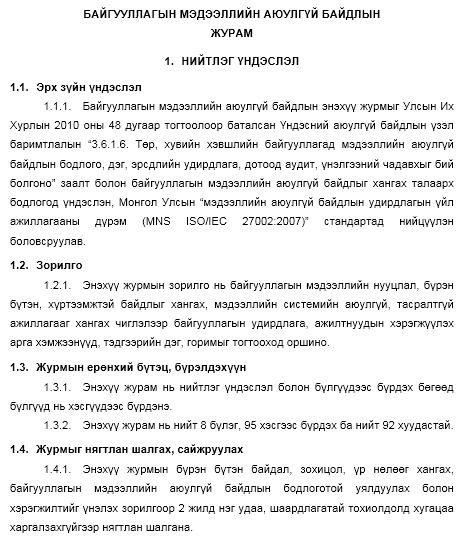 БАЙГУУЛЛАГЫН МЭДЭЭЛЛИЙН АЮУЛГҮЙ БАЙДЛЫН
ЖУРАМ
1. НИЙТЛЭГ ҮНДЭСЛЭЛ
1.1. Эрх зүйн үндэслэл
1.1.1. Байгууллагын мэдээллийн аюулгүй байдлын энэхүү журмыг Улсын Их
Хурлын 2010 оны 48 дугаар тогтоолоор баталсан Үндэсний аюулгүй байдлын үзэл
баримтлалын “3.6.1.6. Төр, хувийн хэвшлийн байгууллагад мэдээллийн аюулгүй
байдлын бодлого, дэг, эрсдлийн удирдлага, дотоод аудит, үнэлгээний чадавхыг бий
болгоно” заалт болон байгууллагын мэдээллийн аюулгүй байдлыг хангах талаарх
бодлогод үндэслэн, Монгол Улсын “мэдээллийн аюулгүй байдлын удирдлагын үйл
ажиллагааны дүрэм (MNS ISO/IEC 27002:2007)” стандартад нийцүүлэн
боловсруулав.
1.2. Зорилго
1.2.1. Энэхүү журмын зорилго нь байгууллагын мэдээллийн нууцлал, бүрэн
бүтэн, хүртээмжтэй байдлыг хангах, мэдээллийн системийн аюулгүй, тасралтгүй
ажиллагааг хангах чиглэлээр байгууллагын удирдлага, ажилтнуудын хэрэгжүүлэх
арга хэмжээнүүд, тэдгээрийн дэг, горимыг тогтооход оршино.
1.3. Журмын ерөнхий бүтэц, бүрэлдэхүүн
1.3.1. Энэхүү журам нь нийтлэг үндэслэл болон бүлгүүдээс бүрдэх бөгөөд
бүлгүүд нь хэсгүүдээс бүрдэнэ.
1.3.2. Энэхүү журам нь нийт 8 бүлэг, 95 хэсгээс бүрдэх ба нийт 92 хуудастай.
1.4. Журмыг нягтлан шалгах, сайжруулах
1.4.1. Энэхүү журмын бүрэн бүтэн байдал, зохицол, үр нөлөөг хангах,
байгууллагын мэдээллийн аюулгүй байдлын бодлоготой уялдуулах болон
хэрэгжилтийг үнэлэх зорилгоор 2 жилд нэг удаа, шаардлагатай тохиолдолд хугацаа
харгалзахгүйгээр нягтлан шалгана.